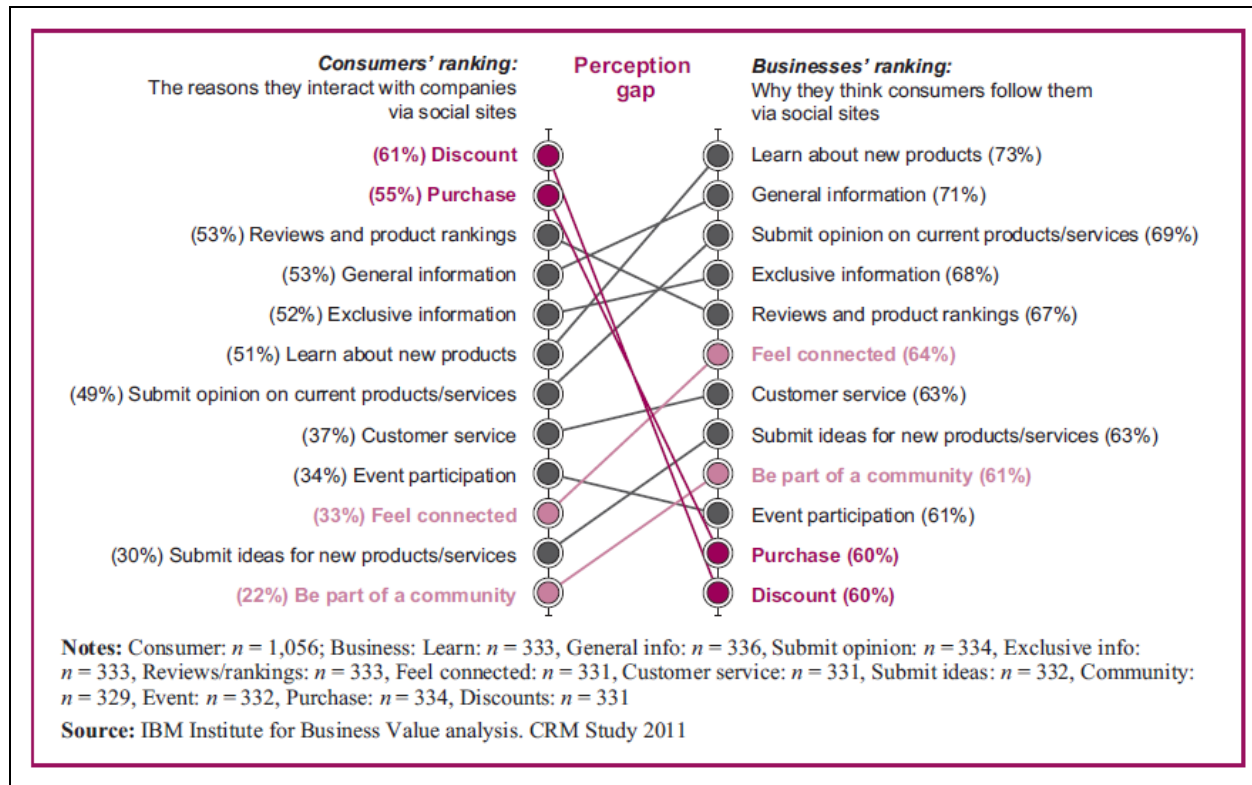 Consumers' ranking:
The reasons they interact with companies
via social sites
Perception
gap
Businesses' ranking:
Why they think consumers follow them
via social sites
(61%) Discount
(55%) Purchase
(53%) Reviews and product rankings
(53%) General information
(52%) Exclusive information
(51%) Learn about new products
(49%) Submit opinion on current products/services
(37%) Customer service
(34%) Event participation
(33%) Feel connected
(30%) Submit ideas for new products/services
(22%) Be part of a community
Learn about new products (73%)
General information (71%)
Submit opinion on current products/services (69%)
Exclusive information (68%)
Reviews and product rankings (67%)
Feel connected (64%)
Customer service (63%)
Submit ideas for new products/services (63%)
Be part of a community (61%)
Event participation (61%)
Purchase (60%)
Discount (60%)
Notes: Consumer: n = 1,056; Business: Learn: n = 333, General info: n = 336, Submit opinion: n = 334, Exclusive info:
n = 333, Reviews/rankings: n = 333, Feel connected: n = 331, Customer service: n = 331, Submit ideas: n = 332, Community:
n = 329, Event: n = 332, Purchase: n = 334, Discounts: n = 331
Source: IBM Institute for Business Value analysis. CRM Study 2011